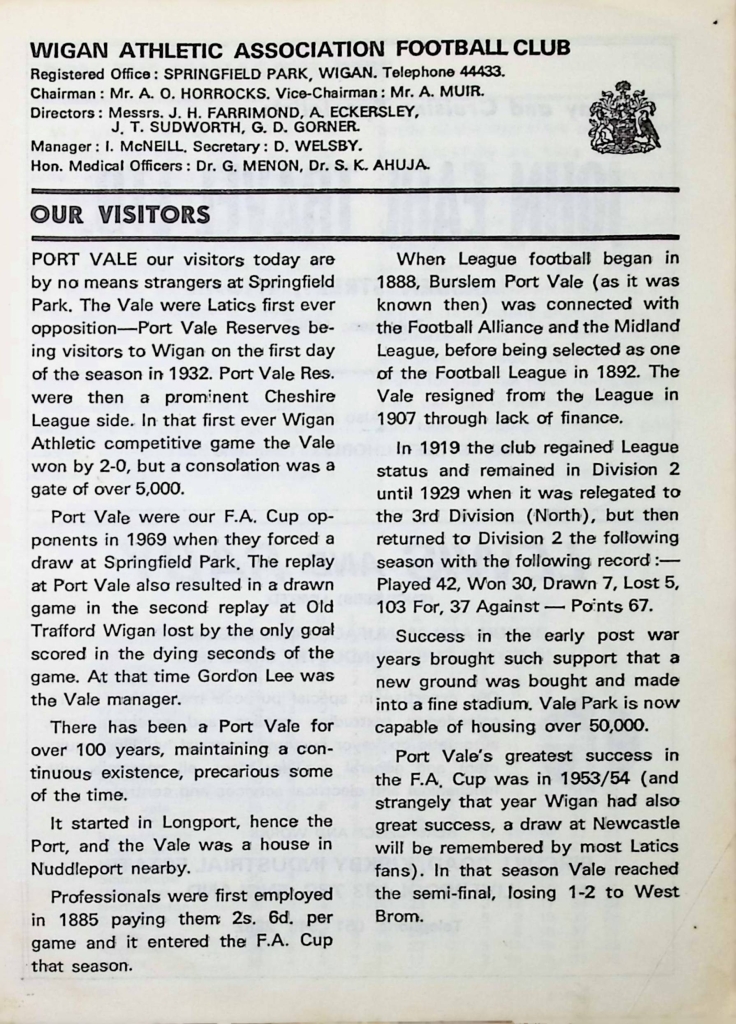 WIGAN ATHLETIC ASSOCIATION FOOTBALL CLUB
Registered Office: SPRINGFIELD PARK, WIGAN. Telephone 44433.
Chairman: Mr. A. O. HORROCKS. Vice-Chairman: Mr. A. MUIR.
Directors: Messrs. J. H. FARRIMOND, A. ECKERSLEY,
J. T. SUDWORTH, G. D. GORNER.
Manager: I. McNEILL, Secretary: D. WELSBY.
Hon. Medical Officers: Dr. G. MENON, Dr. S. K. AHUJA.
OUR VISITORS
PORT VALE our visitors today are
by no means strangers at Springfield
Park. The Vale were Latics first ever
opposition—Port Vale Reserves be-
ing visitors to Wigan on the first day
of the season in 1932. Port Vale Res.
were then a prominent Cheshire
League side. In that first ever Wigan
Athletic competitive game the Vale
won by 2-0, but a consolation was a
gate of over 5,000.
Port Vale were our F.A. Cup op-
ponents in 1969 when they forced a
draw at Springfield Park. The replay
at Port Vale also resulted in a drawn
game in the second replay at Old
Trafford Wigan lost by the only goal
scored in the dying seconds of the
game. At that time Gordon Lee was
the Vale manager.
There has been a Port Vale for
over 100 years, maintaining a con-
tinuous existence, precarious some
of the time.
It started in Longport, hence the
Port, and the Vale was a house in
Nuddleport nearby.
Professionals were first employed
in 1885 paying them 2s. 6d. per
game and it entered the F.A. Cup
that season.
When League football began in
1888, Burslem Port Vale (as it was
known then) was connected with
the Football Alliance and the Midland
League, before being selected as one
of the Football League in 1892. The
Vale resigned from the League in
1907 through lack of finance.
In 1919 the club regained League
status and remained in Division 2
until 1929 when it was relegated to
the 3rd Division (North), but then
returned to Division 2 the following
season with the following record:—
Played 42, Won 30, Drawn 7, Lost 5,
103 For, 37 Against — Points 67.
Success in the early post war
years brought such support that a
new ground was bought and made
into a fine stadium. Vale Park is now
capable of housing over 50,000.
Port Vale's greatest success in
the F.A. Cup was in 1953/54 (and
strangely that year Wigan had also
great success, a draw at Newcastle
will be remembered by most Latics
fans). In that season Vale reached
the semi-final, losing 1-2 to West
Brom.